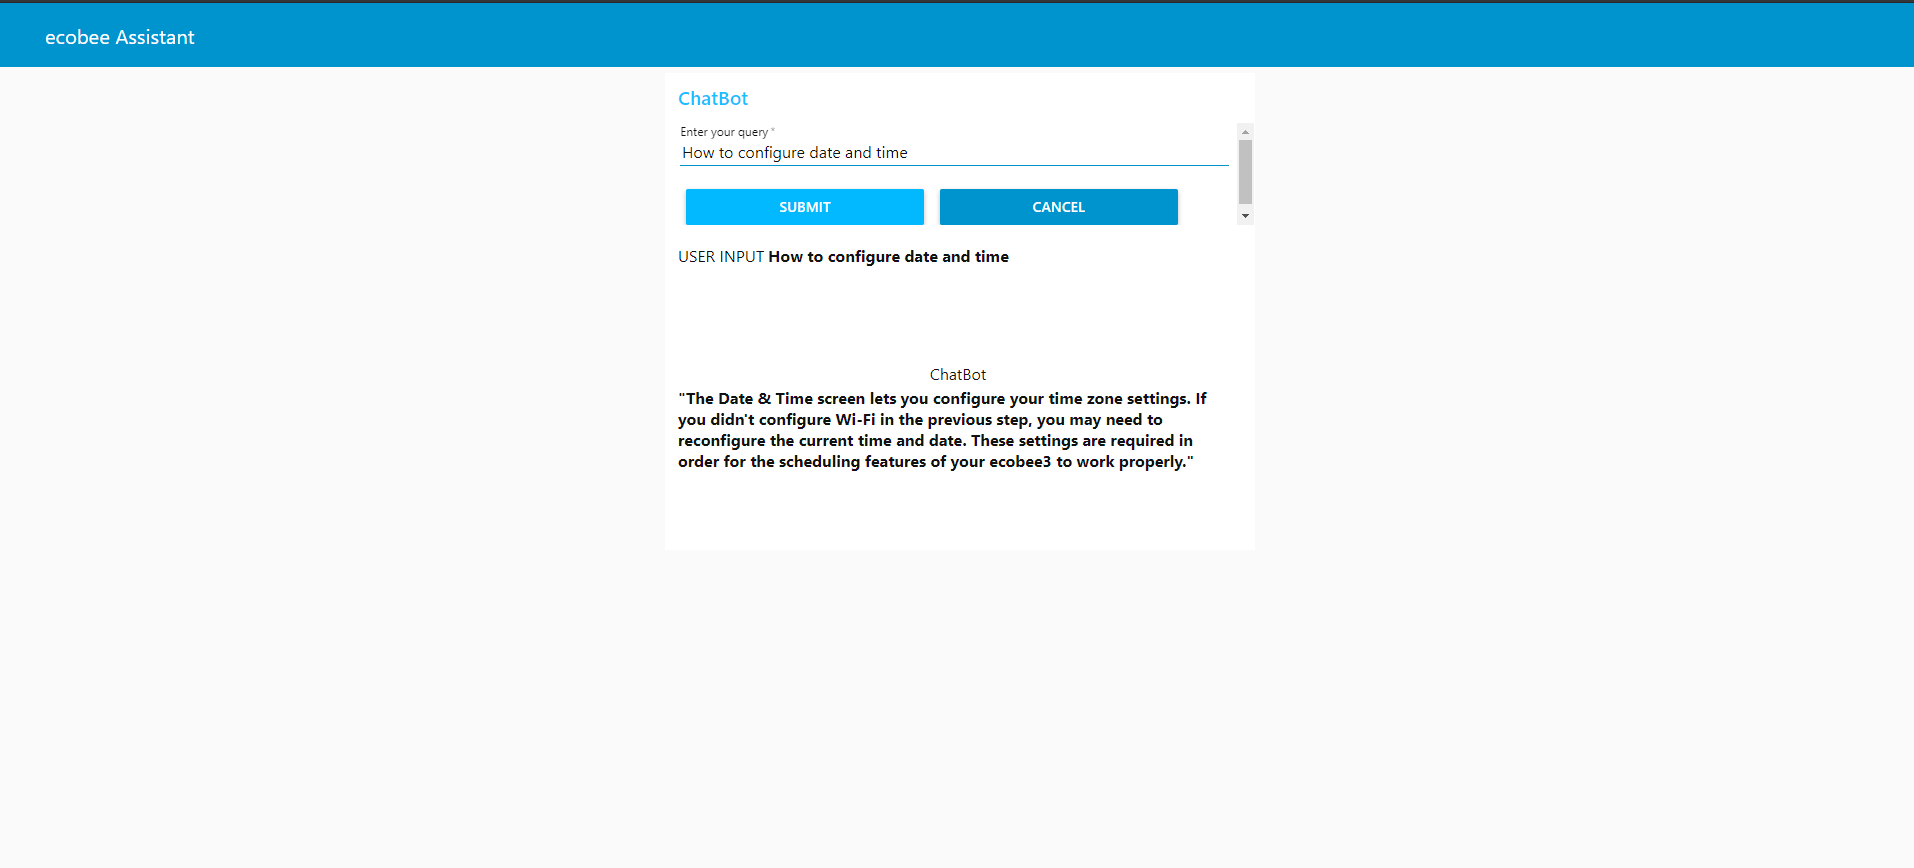 ecobee Assistant
ChatBot
Enter your query *
How to configure date and time
SUBMIT CANCEL
USER INPUT How to configure date and time
ChatBot
"The Date & Time screen lets you configure your time zone settings. If
you didn't configure Wi-Fi in the previous step, you may need to
reconfigure the current time and date. These settings are required in
order for the scheduling features of your ecobee3 to work properly."